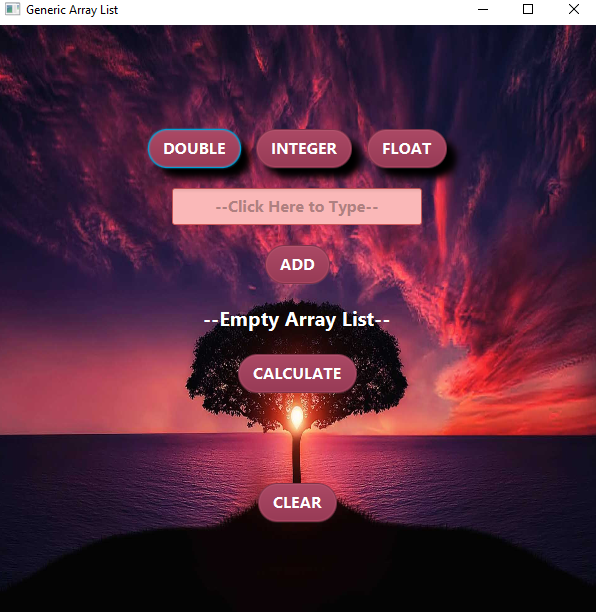 Generic Array List
DOUBLE INTEGER FLOAT
--Click Here to Type--
ADD
--Empty Array List--
CALCULATE
CLEAR